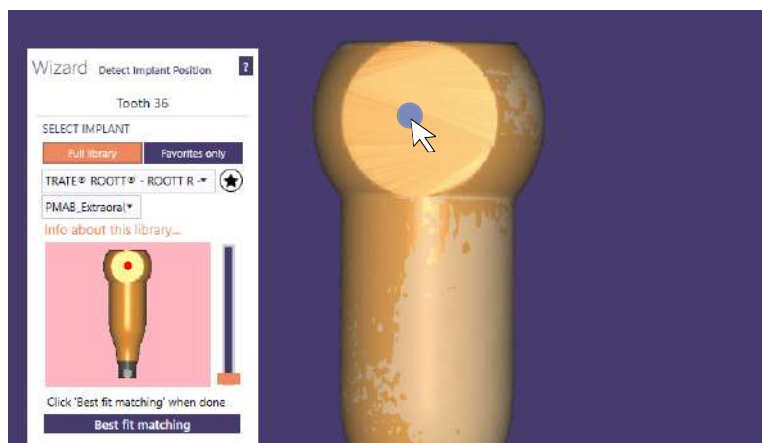 Wizard Detect Implant Position ?
Tooth 36
SELECT IMPLANT
Full library Favorites only
TRATE® ROOTT® - ROOTT R -
PMAB_Extraoral
Info about this library...
Click 'Best fit matching' when done
Best fit matching